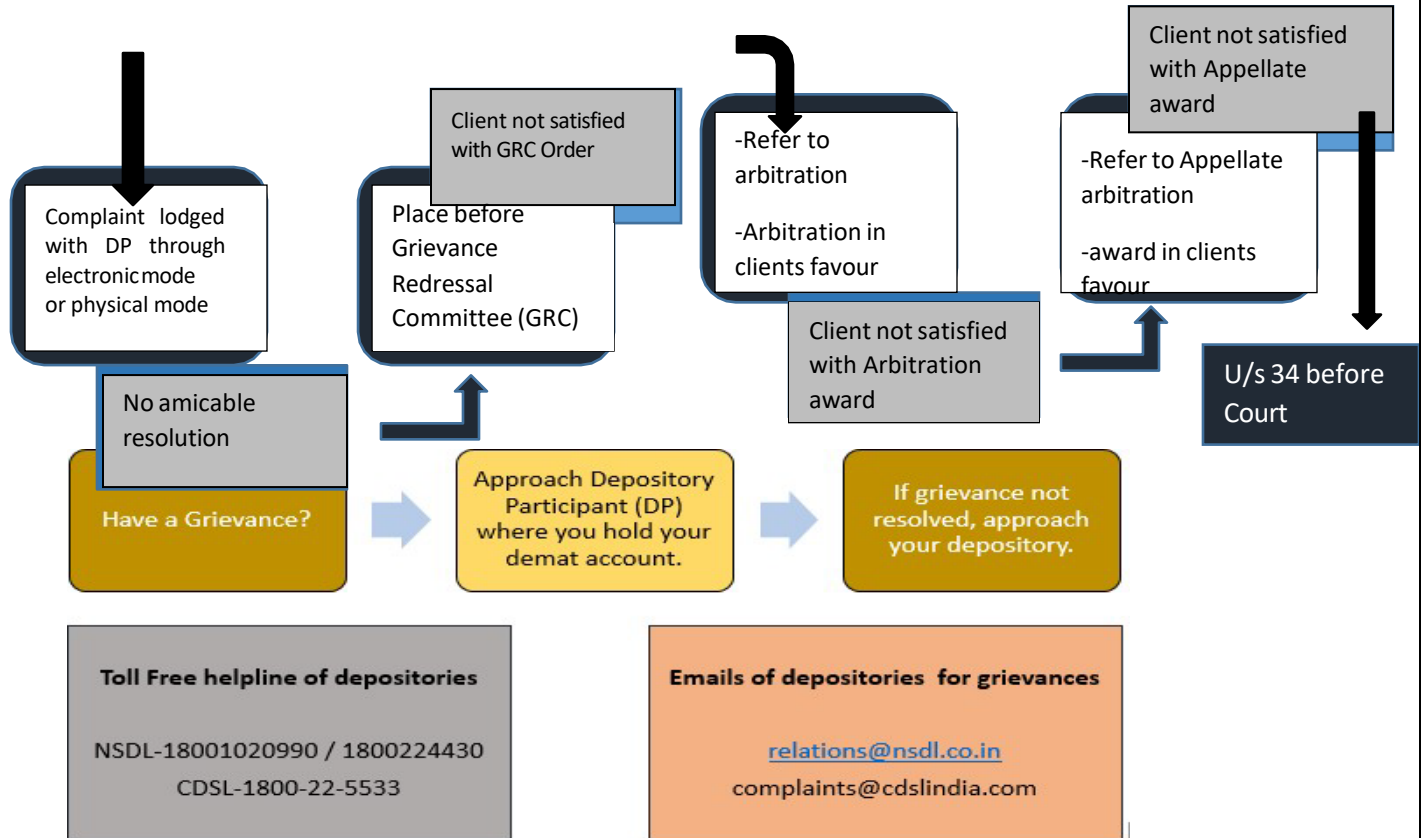 Complaint lodged
with DP through
electronic mode
or physical mode
No amicable
resolution
Place before
Grievance
Redressal
Committee (GRC)
Client not satisfied
with GRC Order
-Refer to
arbitration
-Arbitration in
clients favour
Client not satisfied
with Arbitration
award
-Refer to Appellate
arbitration
-award in clients
favour
Client not satisfied
with Appellate
award
U/s 34 before
Court
Have a Grievance?
Approach Depository
Participant (DP)
where you hold your
demat account.
If grievance not
resolved, approach
your depository.
Toll Free helpline of depositories
NSDL-18001020990 / 1800224430
CDSL-1800-22-5533
Emails of depositories for grievances
relations@nsdl.co.in
complaints@cdslindia.com